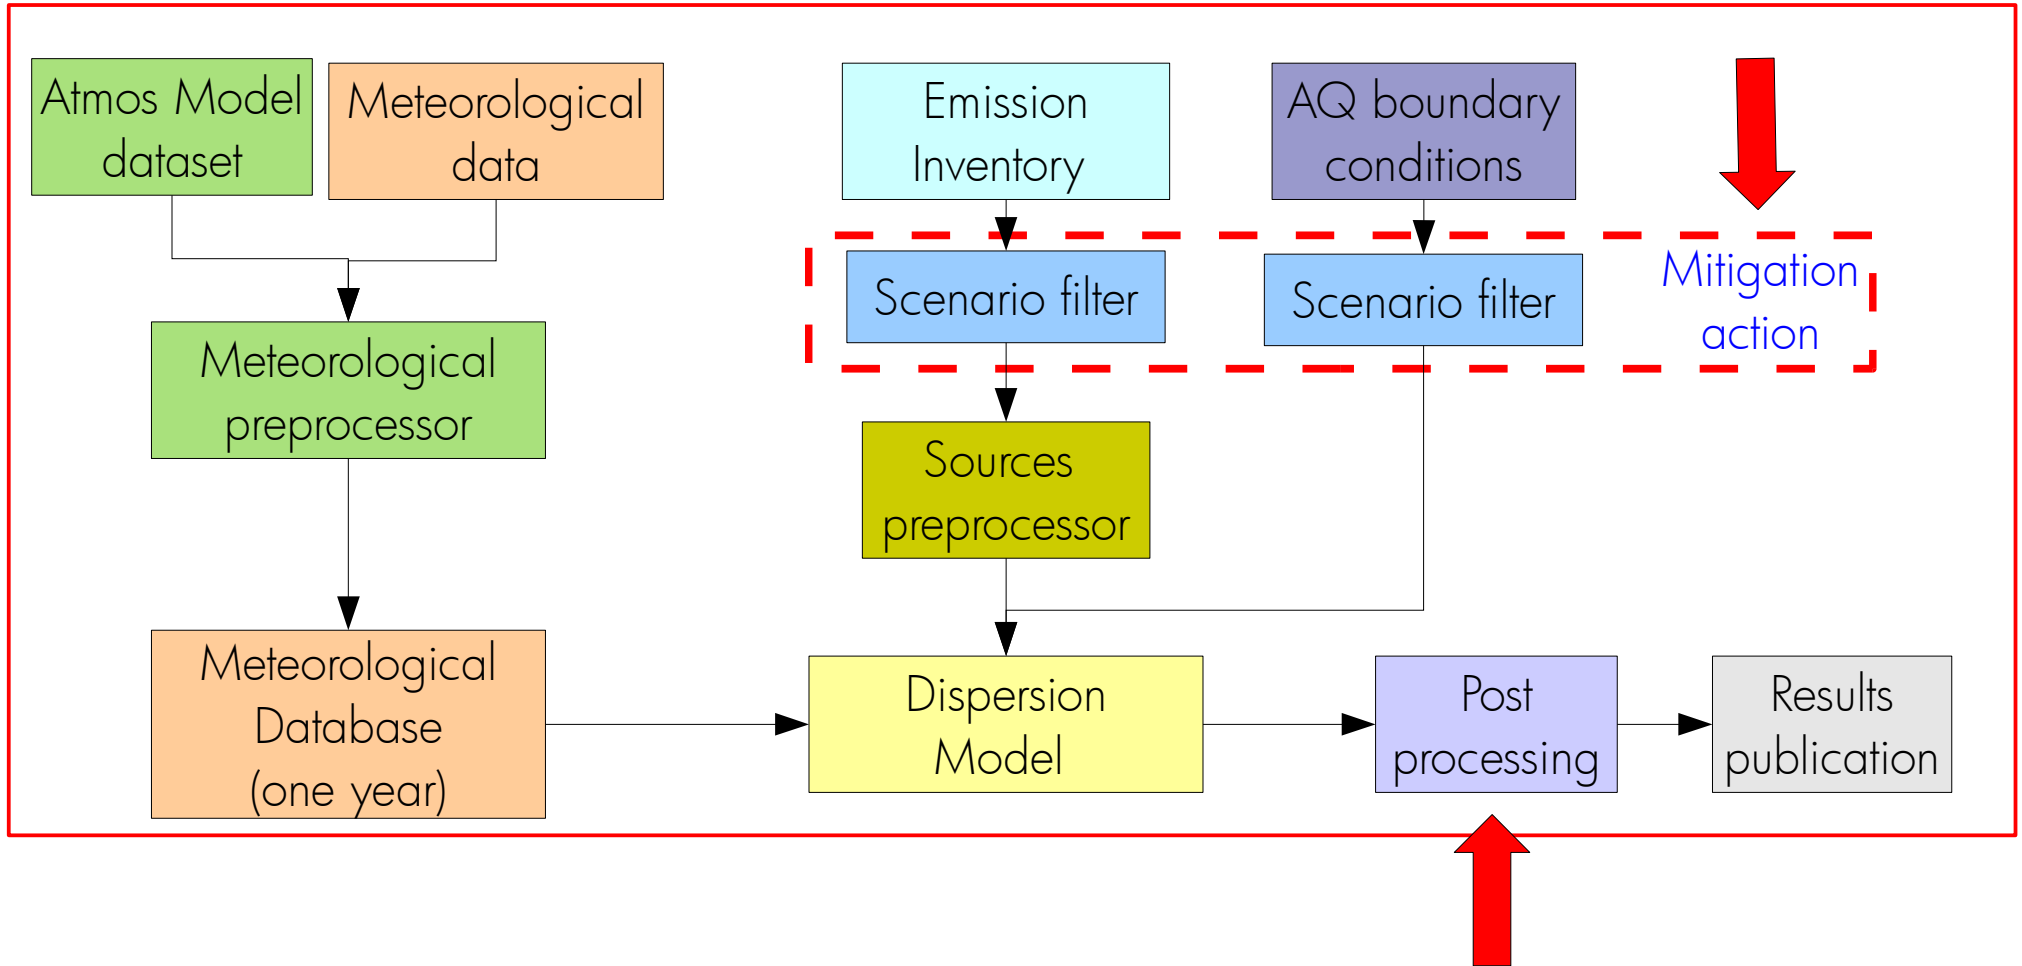 Atmos Model
dataset
Meteorological
data
Emission
Inventory
AQ boundary
conditions
Scenario filter
Scenario filter
Mitigation
action
Meteorological
preprocessor
Sources
preprocessor
Meteorological
Database
(one year)
Dispersion
Model
Post
processing
Results
publication